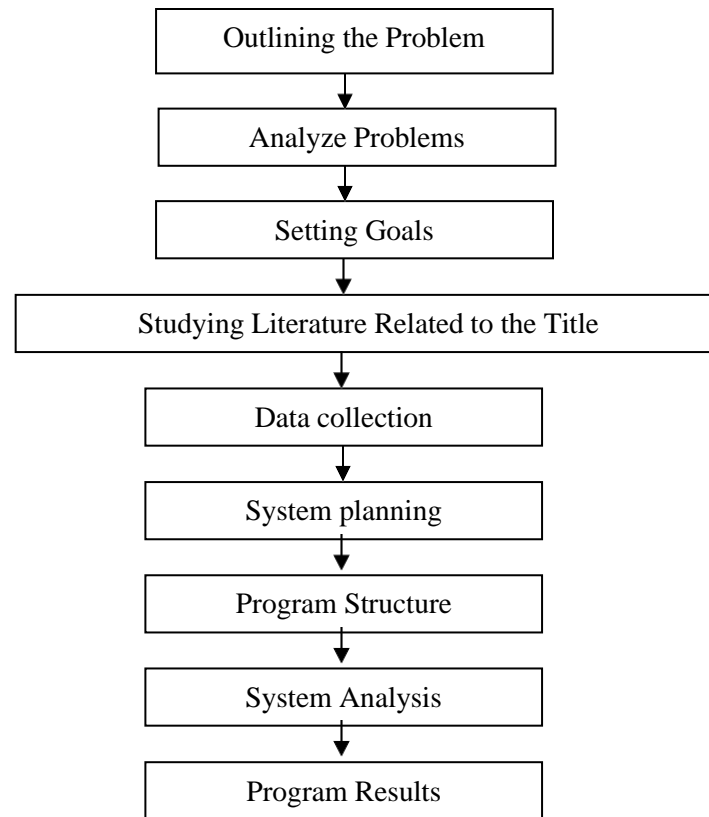 Outlining the Problem
Analyze Problems
Setting Goals
Studying Literature Related to the Title
Data collection
System planning
Program Structure
System Analysis
Program Results